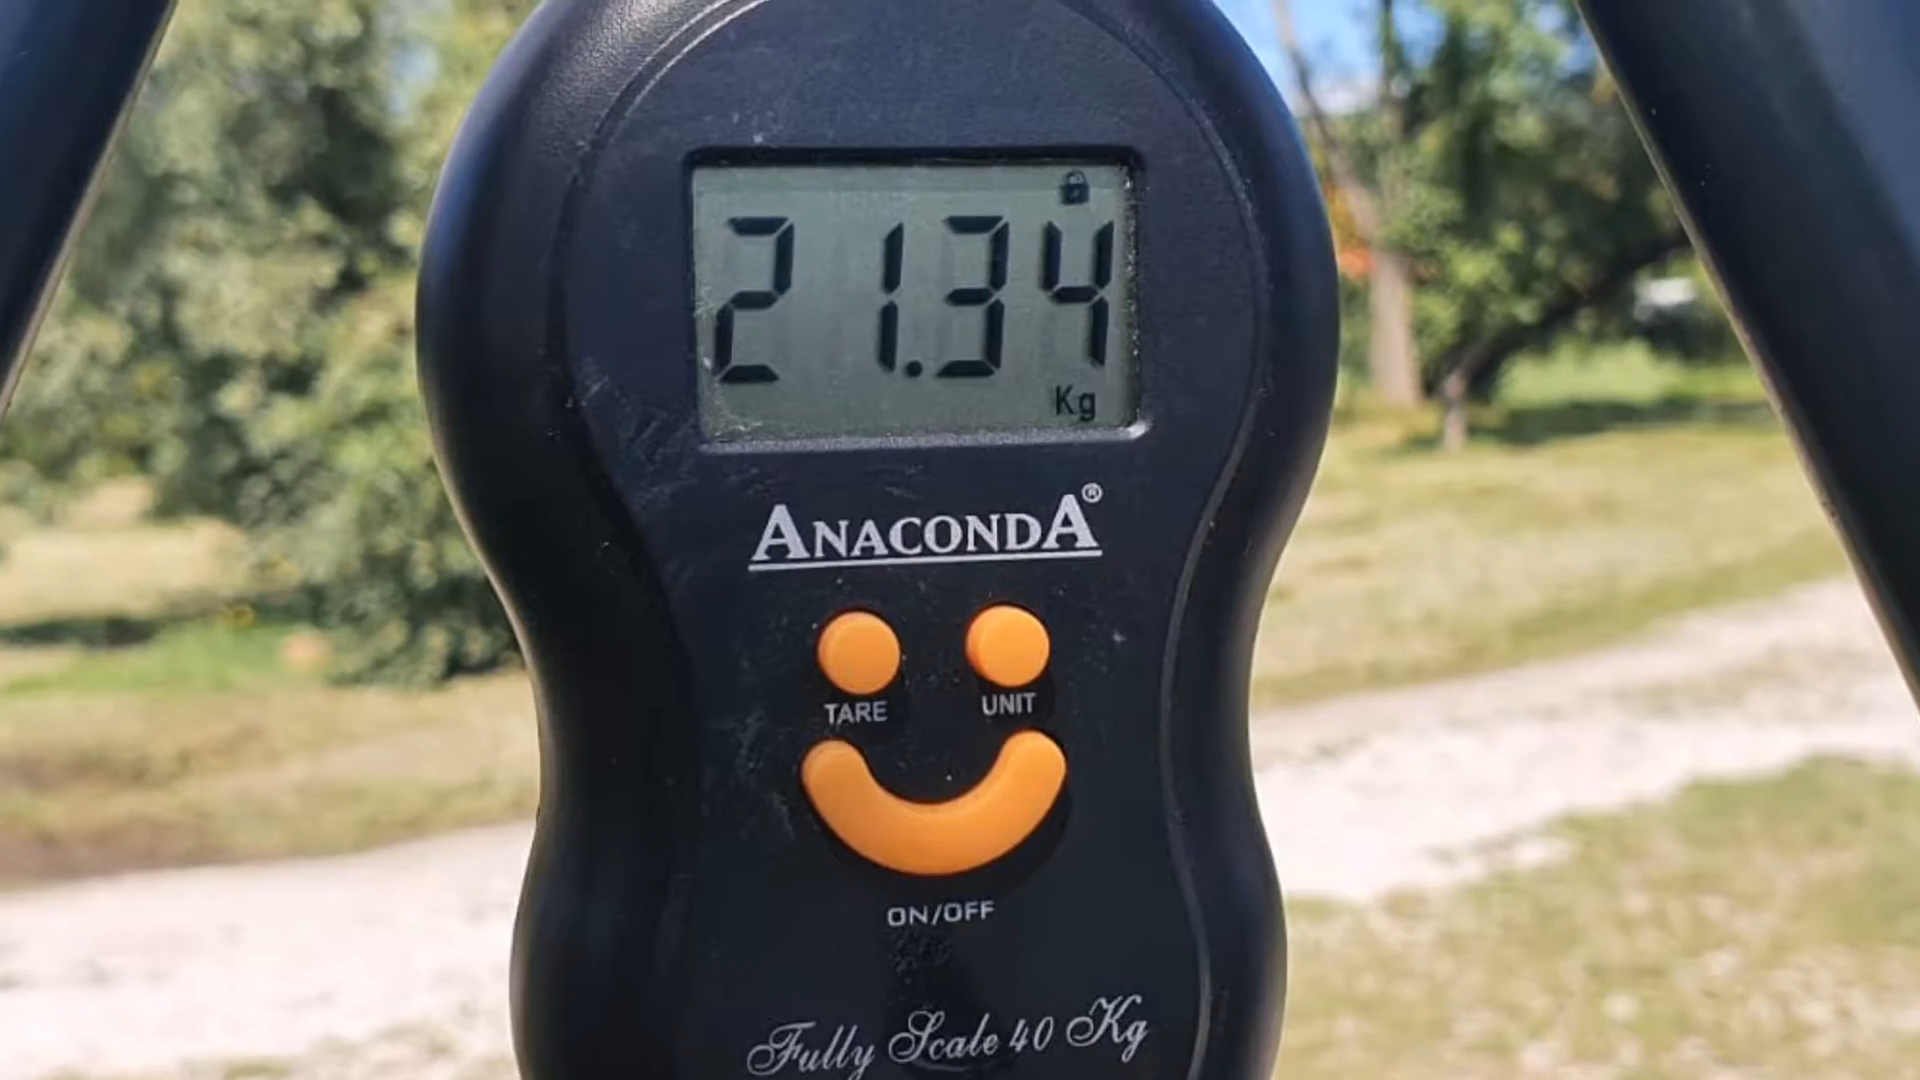 21.34
Kg
ANACONDA®
TARE UNIT
ON/OFF
Fully Scale 40 Kg